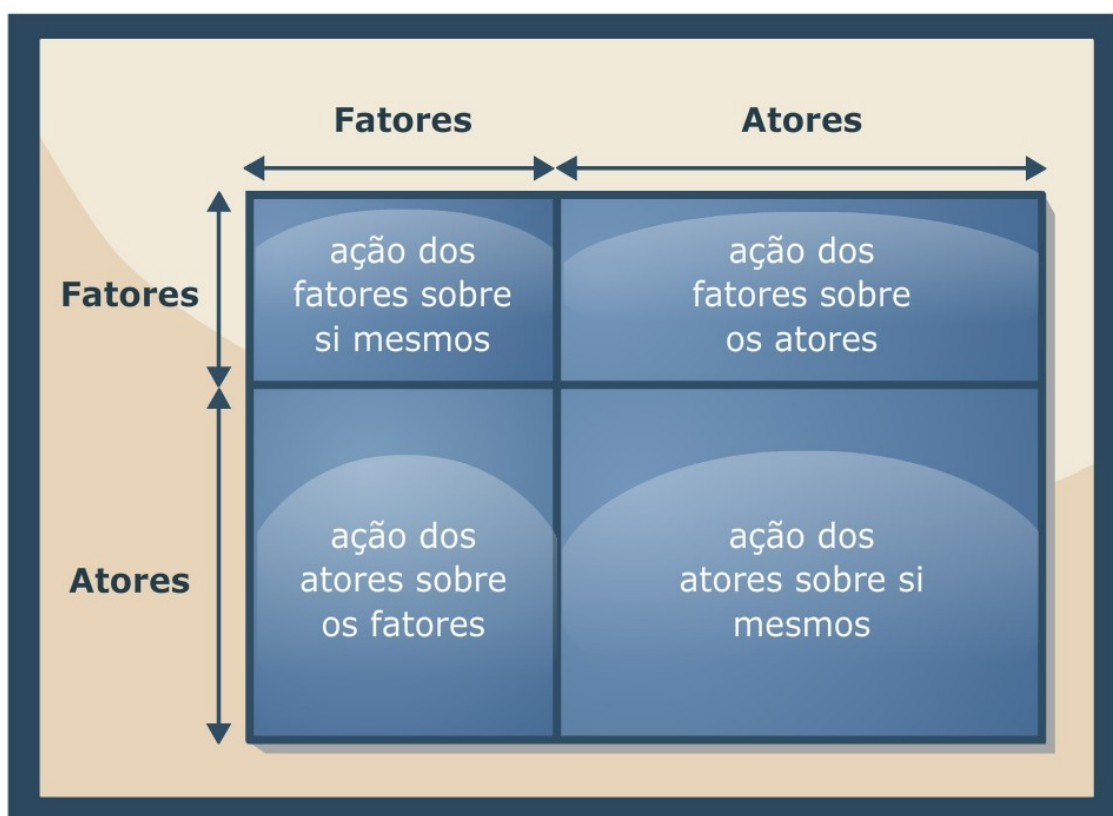 Fatores
Atores
Fatores
ação dos
fatores sobre
si mesmos
ação dos
fatores sobre
os atores
Atores
ação dos
atores sobre
os fatores
ação dos
atores sobre si
mesmos